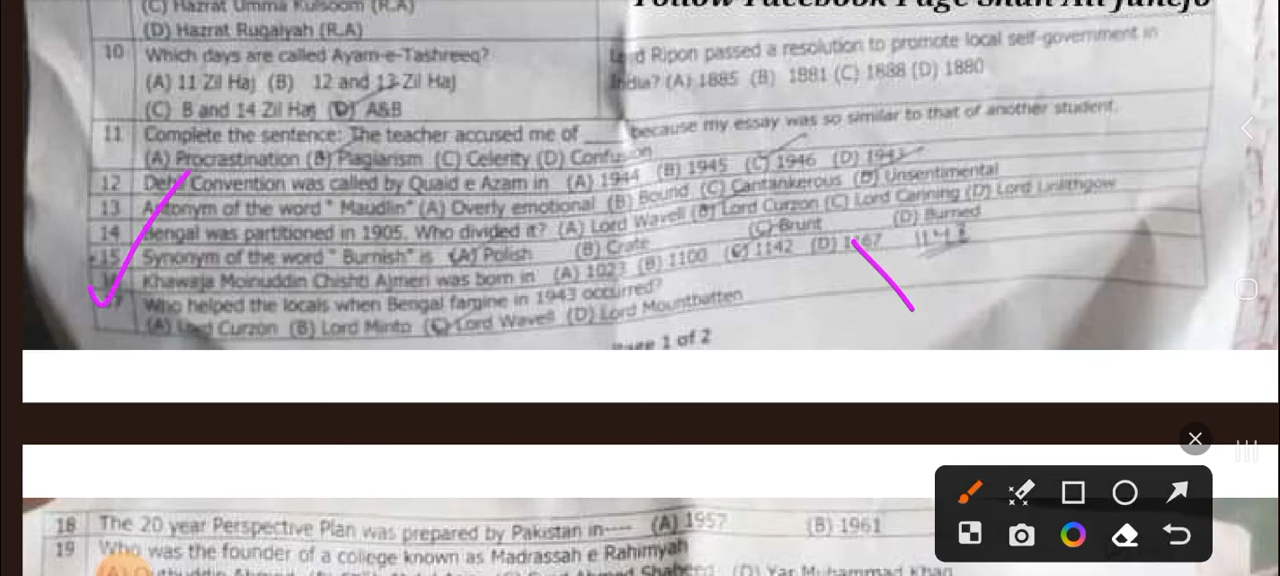 (C) Hazrat Umma Kulsoom (R.A)
Follow Facebook Page Shah Ali Junejo
(D) Hazrat Ruqaiyah (R.A)
10 Which days are called Ayam-e-Tashreeq?
(A) 11 Zil Haj (B) 12 and 13 Zil Haj
(C) B and 14 Zil Haj (D) A&B
Ripon passed a resolution to promote local self-government in
India? (A) 1885 (B) 1881 (C) 1888 (D) 1880
11 Complete the sentence: The teacher accused me of ____ because my essay was so similar to that of another student.
(A) Procrastination (B) Plagiarism (C) Celerity (D) Confusion
12 Delhi Convention was called by Quaid e Azam in (A) 1944 (B) 1945 (C) 1946 (D) 1943
13 Antonym of the word " Maudlin" (A) Overly emotional (B) Bound (C) Cantankerous (D) Unsentimental
14 Bengal was partitioned in 1905. Who divided it? (A) Lord Wavell (B) Lord Curzon (C) Lord Canning (D) Lord Linlithgow
15 Synonym of the word " Burnish" is (A) Polish (B) Crate (C) Brunt (D) Burned
Khawaja Moinuddin Chishti Ajmeri was born in (A) 1023 (B) 1100 (C) 1142 (D) 1167
17 Who helped the locals when Bengal famine in 1943 occurred?
(A) Lord Curzon (B) Lord Minto (C) Lord Wavell (D) Lord Mountbatten
Page 1 of 2
18 The 20 year Perspective Plan was prepared by Pakistan in---- (A) 1957 (B) 1961
19 Who was the founder of a college known as Madrassah e Rahimyah
(D) Yar Muhammad Khan